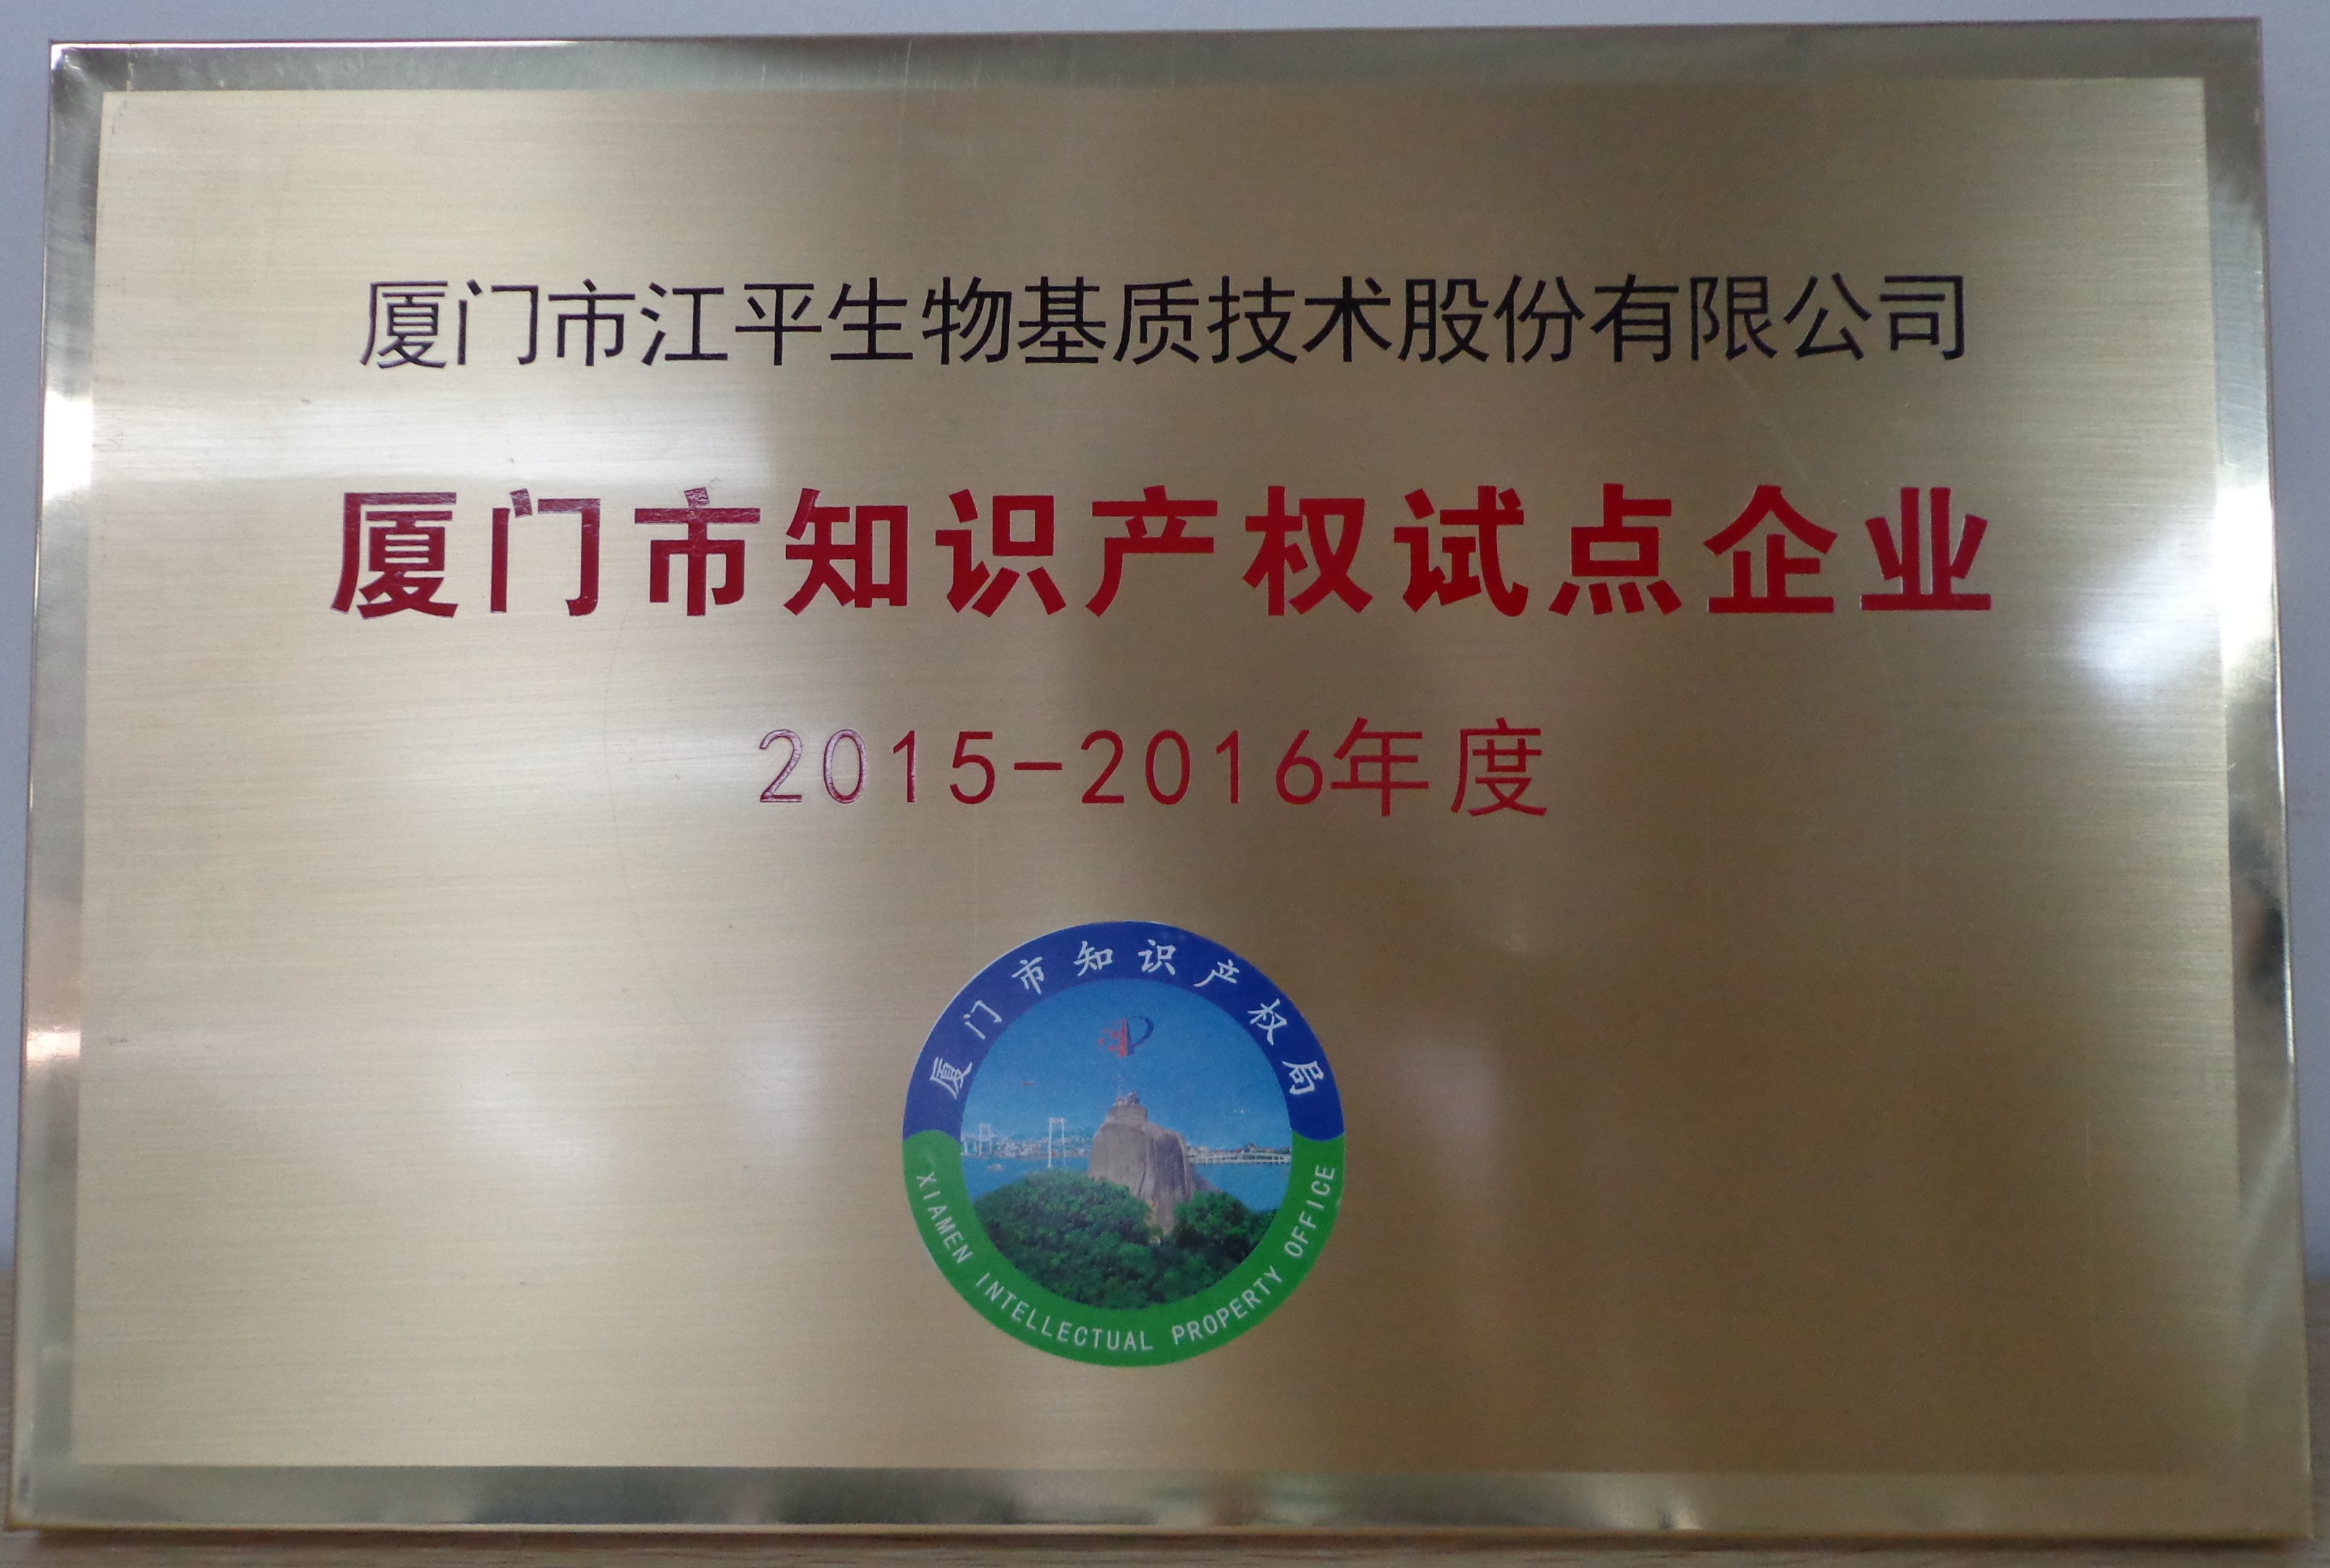 厦门市江平生物基质技术股份有限公司
厦门市知识产权试点企业
2015-2016年度
厦门市知识产权局
XIAMEN INTELLECTUAL PROPERTY OFFICE